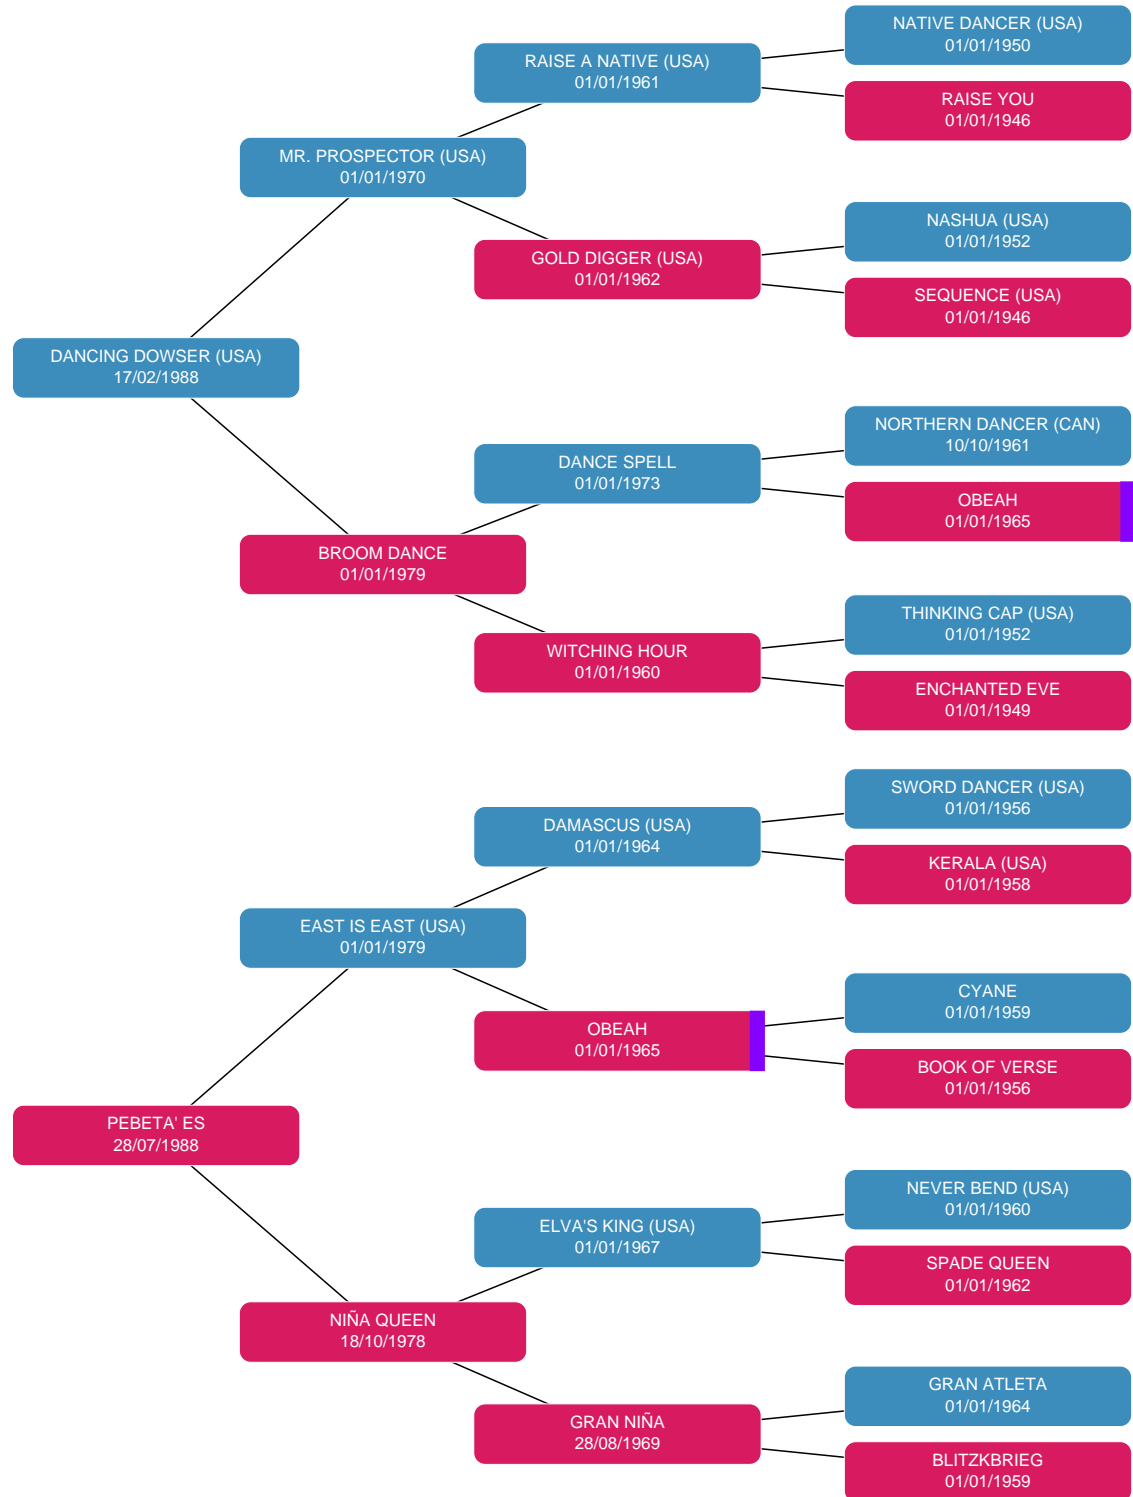 NATIVE DANCER (USA)
01/01/1950
RAISE A NATIVE (USA)
01/01/1961
RAISE YOU
01/01/1946
MR. PROSPECTOR (USA)
01/01/1970
NASHUA (USA)
01/01/1952
GOLD DIGGER (USA)
01/01/1962
SEQUENCE (USA)
01/01/1946
DANCING DOWSER (USA)
17/02/1988
NORTHERN DANCER (CAN)
10/10/1961
DANCE SPELL
01/01/1973
OBEAH
01/01/1965
BROOM DANCE
01/01/1979
THINKING CAP (USA)
01/01/1952
WITCHING HOUR
01/01/1960
ENCHANTED EVE
01/01/1949
SWORD DANCER (USA)
01/01/1956
DAMASCUS (USA)
01/01/1964
KERALA (USA)
01/01/1958
EAST IS EAST (USA)
01/01/1979
CYANE
01/01/1959
OBEAH
01/01/1965
BOOK OF VERSE
01/01/1956
PEBETA' ES
28/07/1988
NEVER BEND (USA)
01/01/1960
ELVA'S KING (USA)
01/01/1967
SPADE QUEEN
01/01/1962
NIÑA QUEEN
18/10/1978
GRAN ATLETA
01/01/1964
GRAN NIÑA
28/08/1969
BLITZKBRIEG
01/01/1959